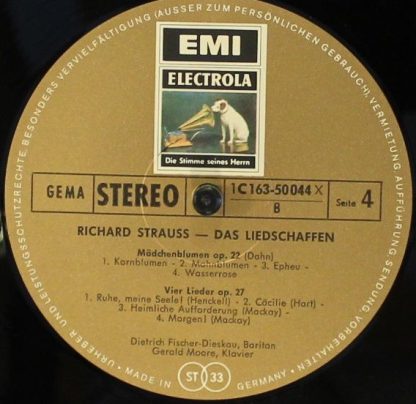 URHEBER UND LEISTUNGSSCHUTZRECHTE, BESONDERS VERVIELFÄLTIGUNG (AUSSER ZUM PERSÖNLICHEN GEBRAUCH), VERMIETUNG, AUFFÜHRUNG, SENDUNG VORBEHALTEN
EMI
ELECTROLA
Die Stimme seines Herrn
GEMA STEREO 1C 163-50 044 X Seite 4
B
RICHARD STRAUSS — DAS LIEDSCHAFFEN
Mädchenblumen op. 22 (Dahn)
1. Kornblumen - 2. Mohnblumen - 3. Epheu -
4. Wasserrose
Vier Lieder op. 27
1. Ruhe, meine Seele! (Henckell) - 2. Cäcilie (Hart) -
3. Heimliche Aufforderung (Mackay) -
4. Morgen! (Mackay)
Dietrich Fischer-Dieskau, Bariton
Gerald Moore, Klavier
MADE IN ST 33 GERMANY